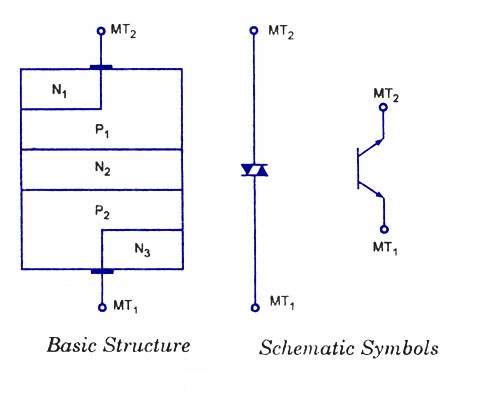 MT2
N1
P1
N2
P2
N3
MT1
Basic Structure
MT2
MT1
MT2
MT1
Schematic Symbols